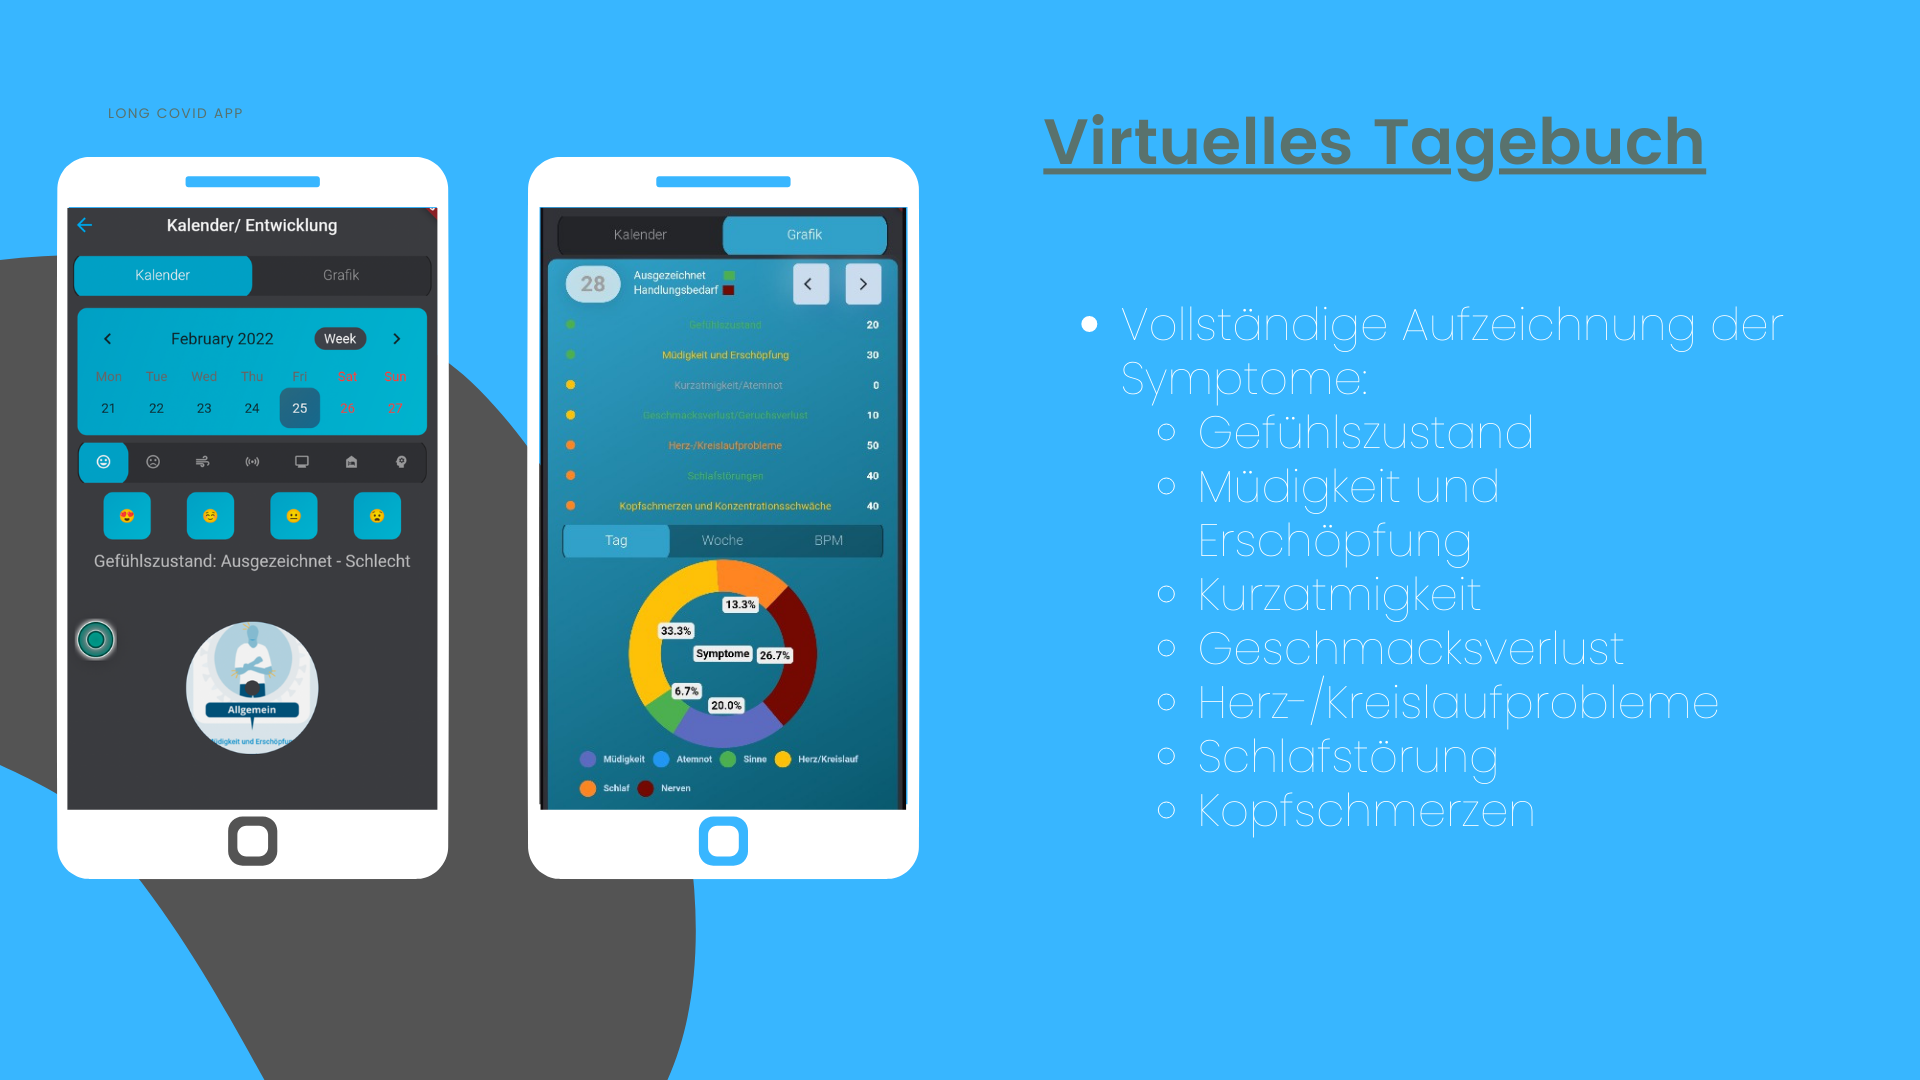 LONG COVID APP
Virtuelles Tagebuch
Kalender/ Entwicklung
Kalender
Grafik
February 2022
Week
Mon Tue Wed Thu Fri Sat Sun
21 22 23 24 25 26 27
Gefühlszustand: Ausgezeichnet - Schlecht
Allgemein
Müdigkeit und Erschöpfun
Kalender
Grafik
28
Ausgezeichnet
Handlungsbedarf
Gefühlszustand 20
Müdigkeit und Erschöpfung 30
Kurzatmigkeit/Atemnot 0
Geschmacksverlust/Geruchsverlust 10
Herz-/Kreislaufprobleme 50
Schlafstörungen 40
Kopfschmerzen und Konzentrationsschwäche 40
Tag Woche BPM
13.3%
33.3%
Symptome
26.7%
6.7%
20.0%
Müdigkeit Atemnot Sinne Herz/Kreislauf
Schlaf Nerven
Vollständige Aufzeichnung der
Symptome:
Gefühlszustand
Müdigkeit und
Erschöpfung
Kurzatmigkeit
Geschmacksverlust
Herz-/Kreislaufprobleme
Schlafstörung
Kopfschmerzen